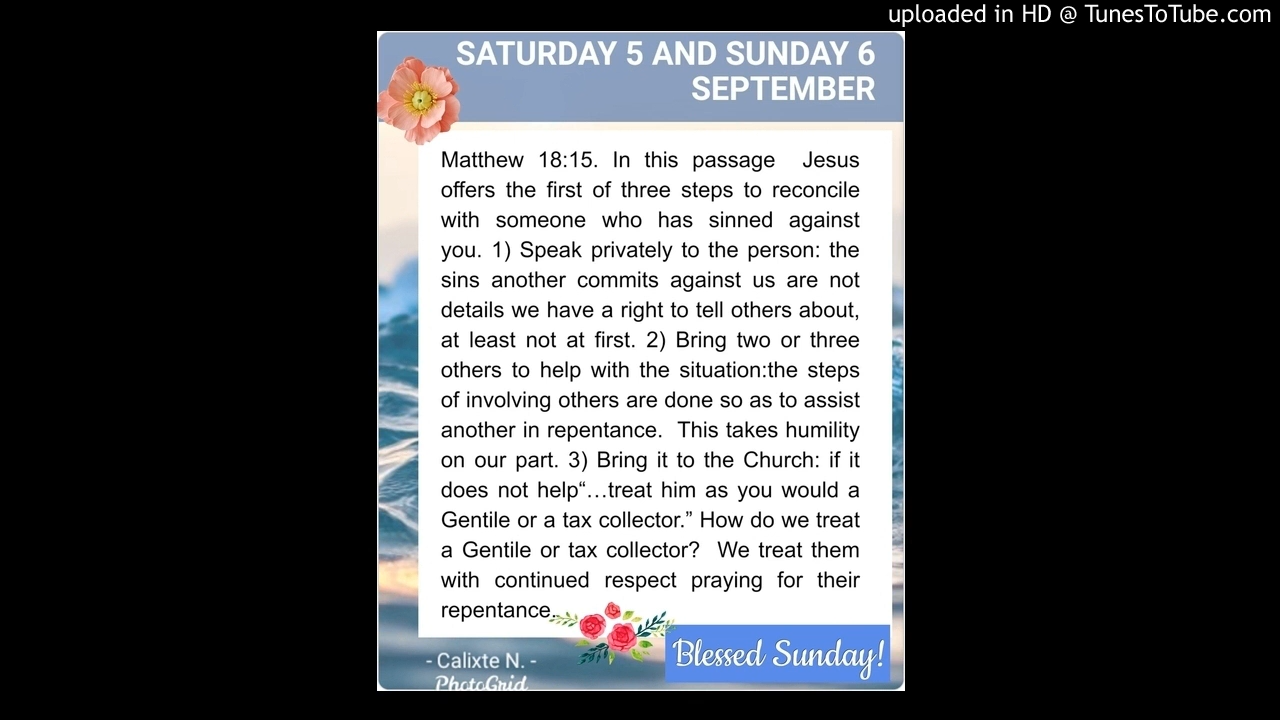 uploaded in HD @ TunesToTube.com
SATURDAY 5 AND SUNDAY 6
SEPTEMBER
Matthew 18:15. In this passage Jesus
offers the first of three steps to reconcile
with someone who has sinned against
you. 1) Speak privately to the person: the
sins another commits against us are not
details we have a right to tell others about,
at least not at first. 2) Bring two or three
others to help with the situation:the steps
of involving others are done so as to assist
another in repentance. This takes humility
on our part. 3) Bring it to the Church: if it
does not help“…treat him as you would a
Gentile or a tax collector.” How do we treat
a Gentile or tax collector? We treat them
with continued respect praying for their
repentance.
Blessed Sunday!
- Calixte N. -
PhotoGrid